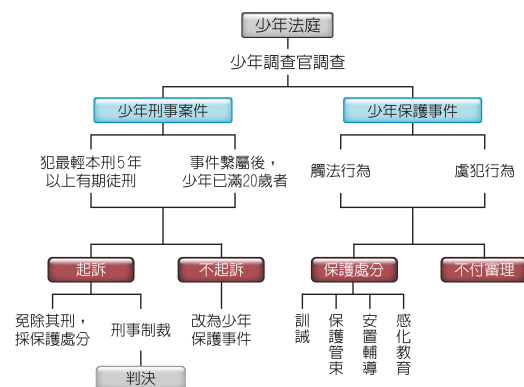 少年法庭
少年調查官調查
少年刑事案件
少年保護事件
犯最輕本刑5年
以上有期徒刑
事件繫屬後，
少年已滿20歲者
觸法行為
虞犯行為
起訴
不起訴
保護處分
不付審理
免除其刑，
採保護處分
刑事制裁
改為少年
保護事件
訓誡
保護管束
安置輔導
感化教育
判決